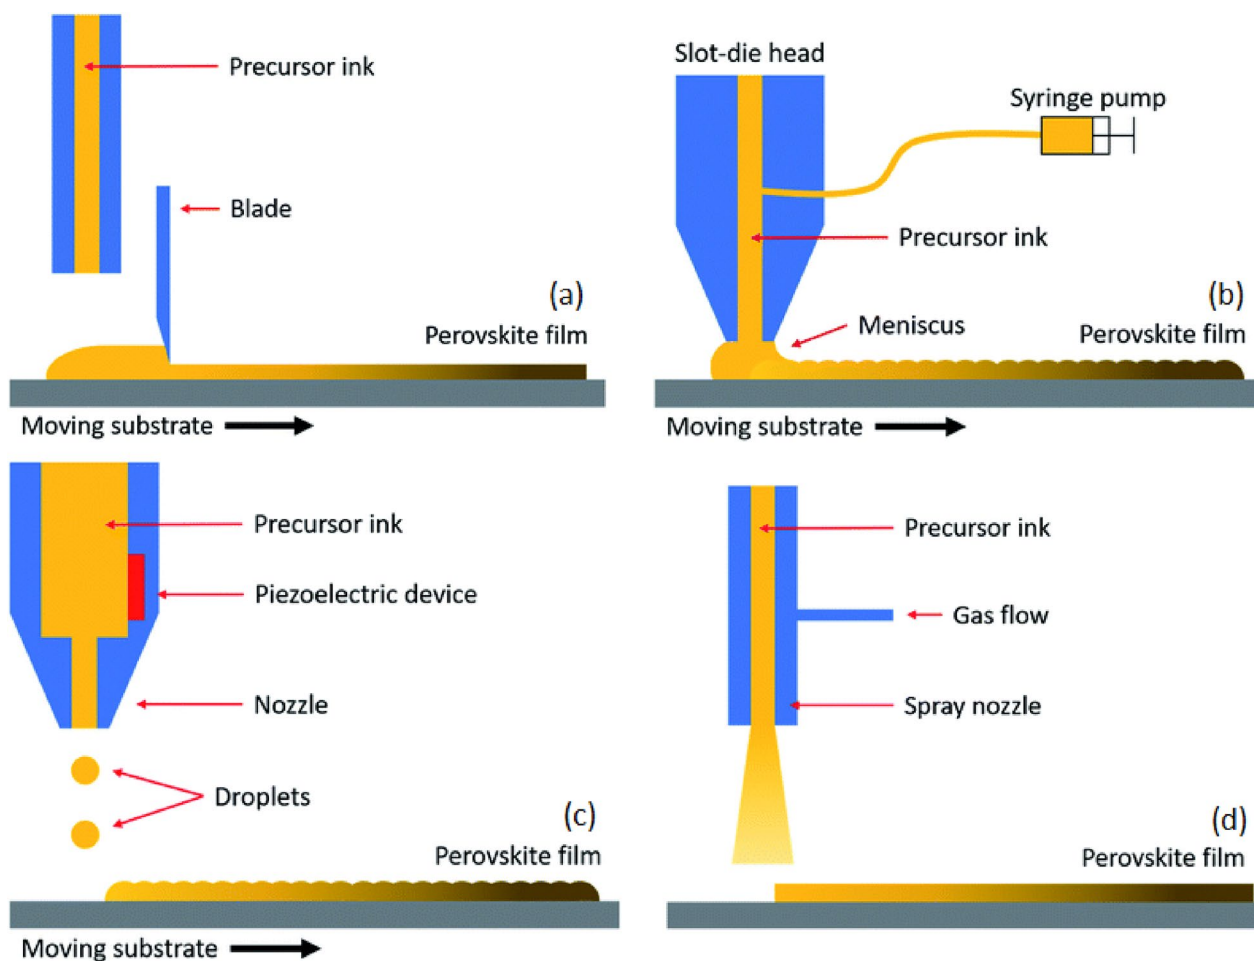 Precursor ink
Blade
(a)
Perovskite film
Moving substrate
Slot-die head
Syringe pump
Precursor ink
(b)
Meniscus
Perovskite film
Moving substrate
Precursor ink
Piezoelectric device
Nozzle
Droplets
(c)
Perovskite film
Moving substrate
Precursor ink
Gas flow
Spray nozzle
(d)
Perovskite film